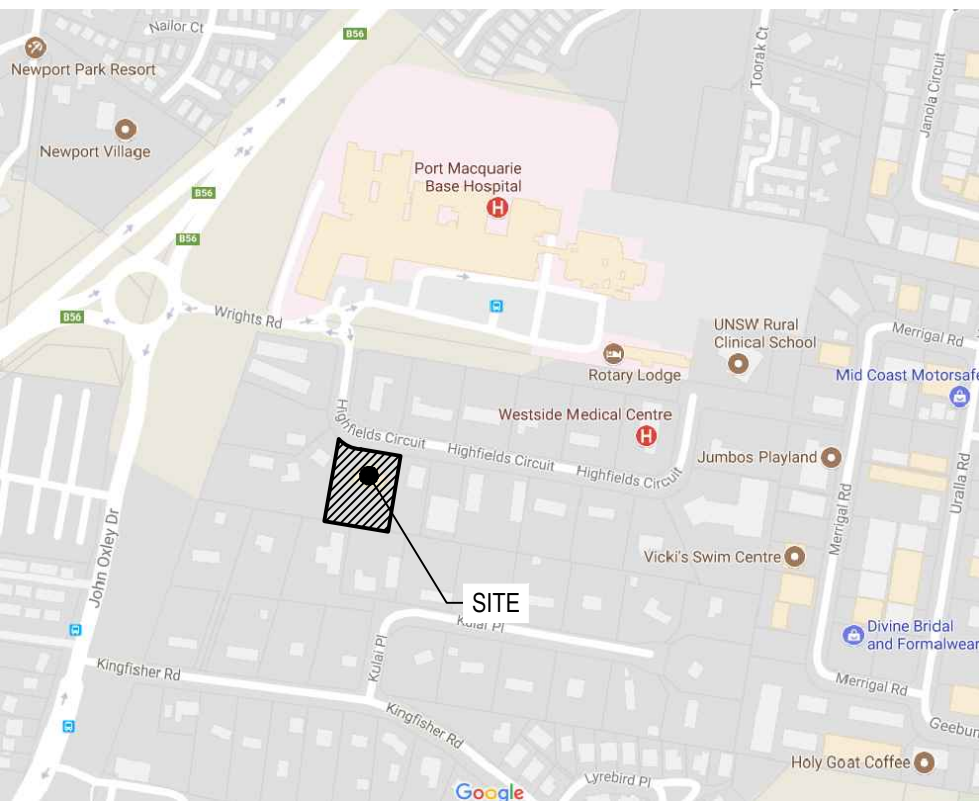 Nailor Ct
B56
Newport Park Resort
Toorak Ct
Janola Circuit
Newport Village
Port Macquarie
Base Hospital
H
B56
B56
B56
Wrights Rd
UNSW Rural
Clinical School
Merrigal Rd
Rotary Lodge
Mid Coast Motorsafe
Westside Medical Centre
H
Highfields Circuit
Highfields Circuit
Highfields Circuit
Jumbos Playland
Uralla Rd
Merrigal Rd
John Oxley Dr
Vicki's Swim Centre
SITE
Kulai Pl
Divine Bridal
and Formalwear
Kulai Pl
Kingfisher Rd
Merrigal Rd
Kingfisher Rd
Geebun
Holy Goat Coffee
Lyrebird Pl
Google